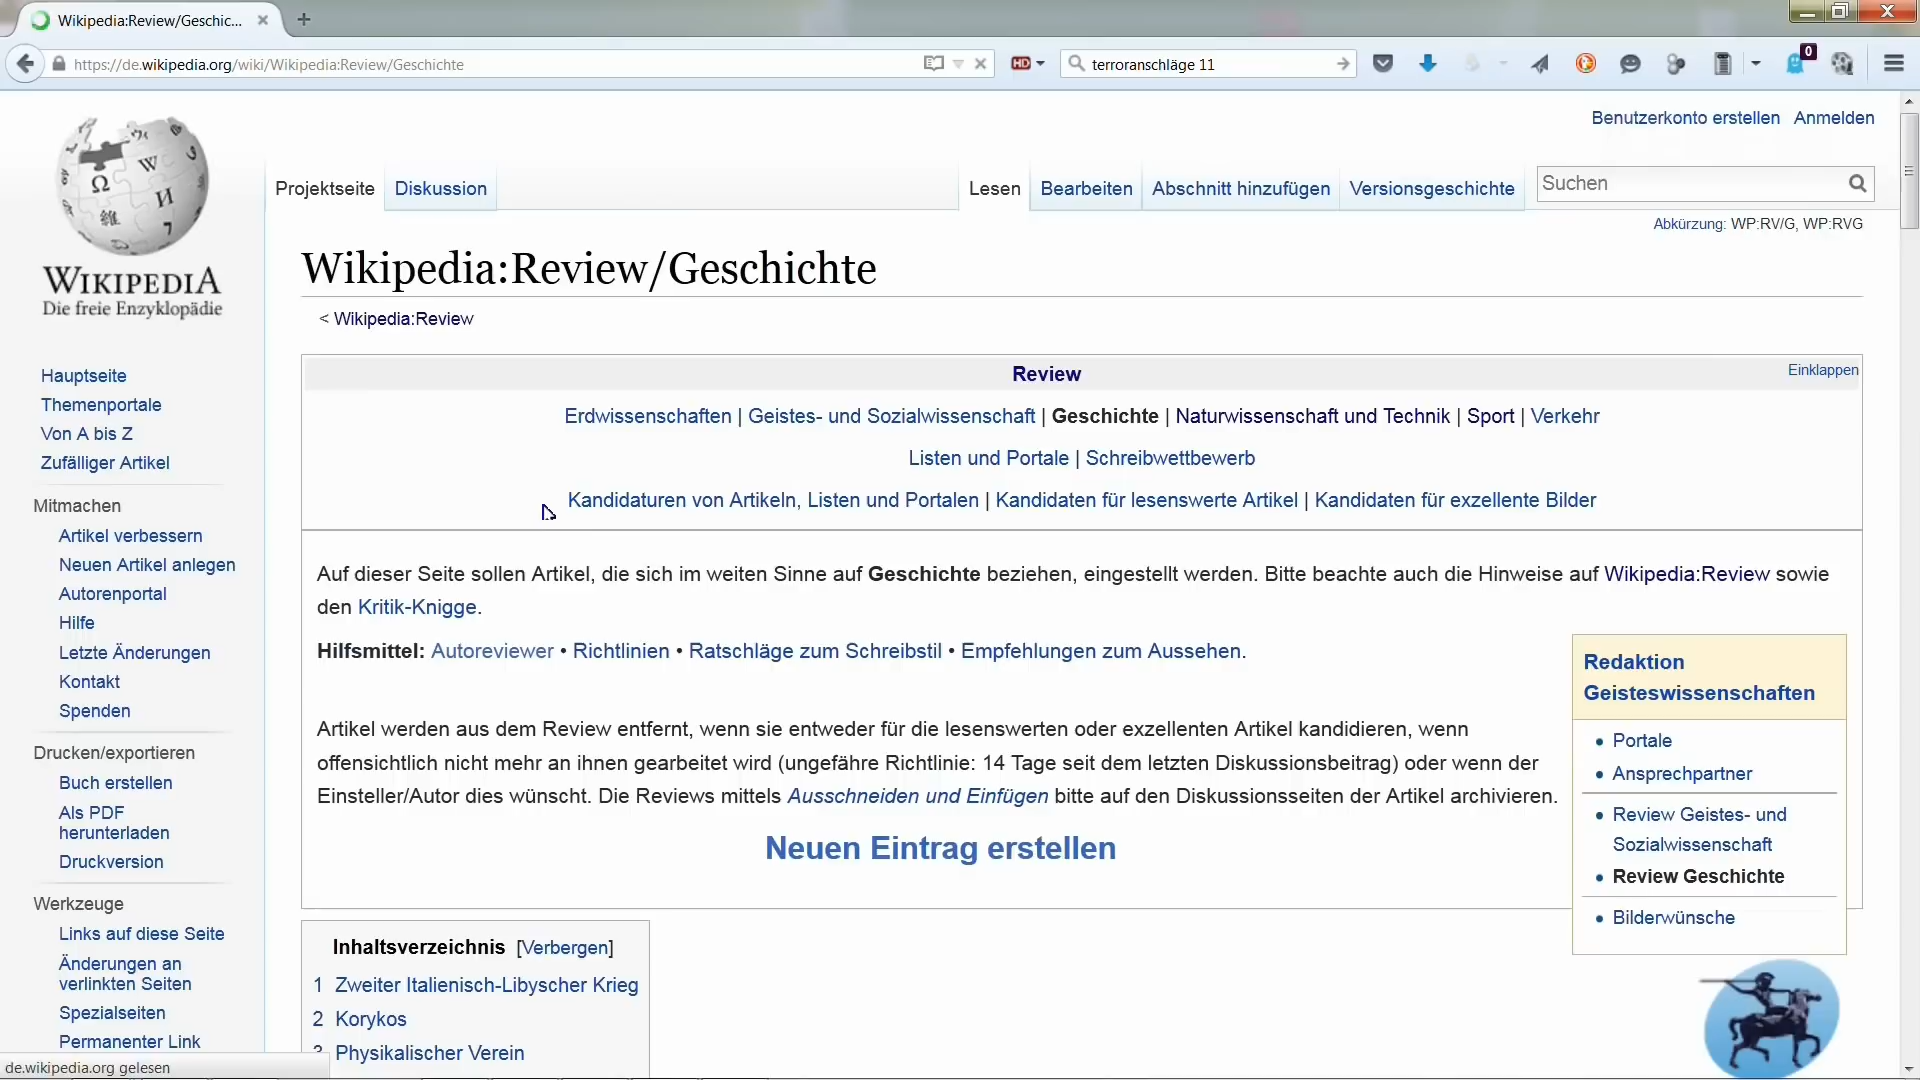 Wikipedia:Review/Geschic...
https://de.wikipedia.org/wiki/Wikipedia:Review/Geschichte
HD
terroranschläge 11
0
Benutzerkonto erstellen Anmelden
WIKIPEDIA
Die freie Enzyklopädie
Projektseite Diskussion Lesen Bearbeiten Abschnitt hinzufügen Versionsgeschichte Suchen
Abkürzung: WP:RV/G, WP:RVG
Wikipedia:Review/Geschichte
< Wikipedia:Review
Hauptseite
Themenportale
Von A bis Z
Zufälliger Artikel
Mitmachen
Artikel verbessern
Neuen Artikel anlegen
Autorenportal
Hilfe
Letzte Änderungen
Kontakt
Spenden
Drucken/exportieren
Buch erstellen
Als PDF
herunterladen
Druckversion
Werkzeuge
Links auf diese Seite
Änderungen an
verlinkten Seiten
Spezialseiten
Permanenter Link
Review
Einklappen
Erdwissenschaften | Geistes- und Sozialwissenschaft | Geschichte | Naturwissenschaft und Technik | Sport | Verkehr
Listen und Portale | Schreibwettbewerb
Kandidaturen von Artikeln, Listen und Portalen | Kandidaten für lesenswerte Artikel | Kandidaten für exzellente Bilder
Auf dieser Seite sollen Artikel, die sich im weiten Sinne auf Geschichte beziehen, eingestellt werden. Bitte beachte auch die Hinweise auf Wikipedia:Review sowie
den Kritik-Knigge.
Hilfsmittel: Autoreviewer • Richtlinien • Ratschläge zum Schreibstil • Empfehlungen zum Aussehen.
Artikel werden aus dem Review entfernt, wenn sie entweder für die lesenswerten oder exzellenten Artikel kandidieren, wenn
offensichtlich nicht mehr an ihnen gearbeitet wird (ungefähre Richtlinie: 14 Tage seit dem letzten Diskussionsbeitrag) oder wenn der
Einsteller/Autor dies wünscht. Die Reviews mittels Ausschneiden und Einfügen bitte auf den Diskussionsseiten der Artikel archivieren.
Neuen Eintrag erstellen
Redaktion
Geisteswissenschaften
• Portale
• Ansprechpartner
• Review Geistes- und
Sozialwissenschaft
• Review Geschichte
• Bilderwünsche
Inhaltsverzeichnis [Verbergen]
1 Zweiter Italienisch-Libyscher Krieg
2 Korykos
3 Physikalischer Verein
de.wikipedia.org gelesen